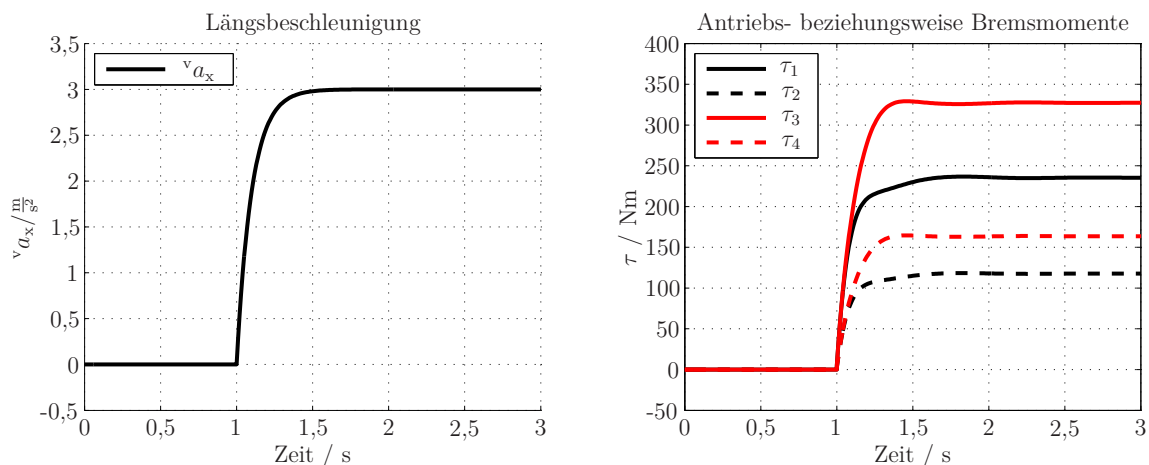 Längsbeschleunigung
3,5
3
2,5
2
1,5
1
0,5
0
-0,5
ᵛaₓ/m/s²
ᵛaₓ
0 0,5 1 1,5 2 2,5 3
Zeit / s
Antriebs- beziehungsweise Bremsmomente
400
350
300
250
200
150
100
50
0
-50
τ / Nm
τ₁
τ₂
τ₃
τ₄
0 0,5 1 1,5 2 2,5 3
Zeit / s